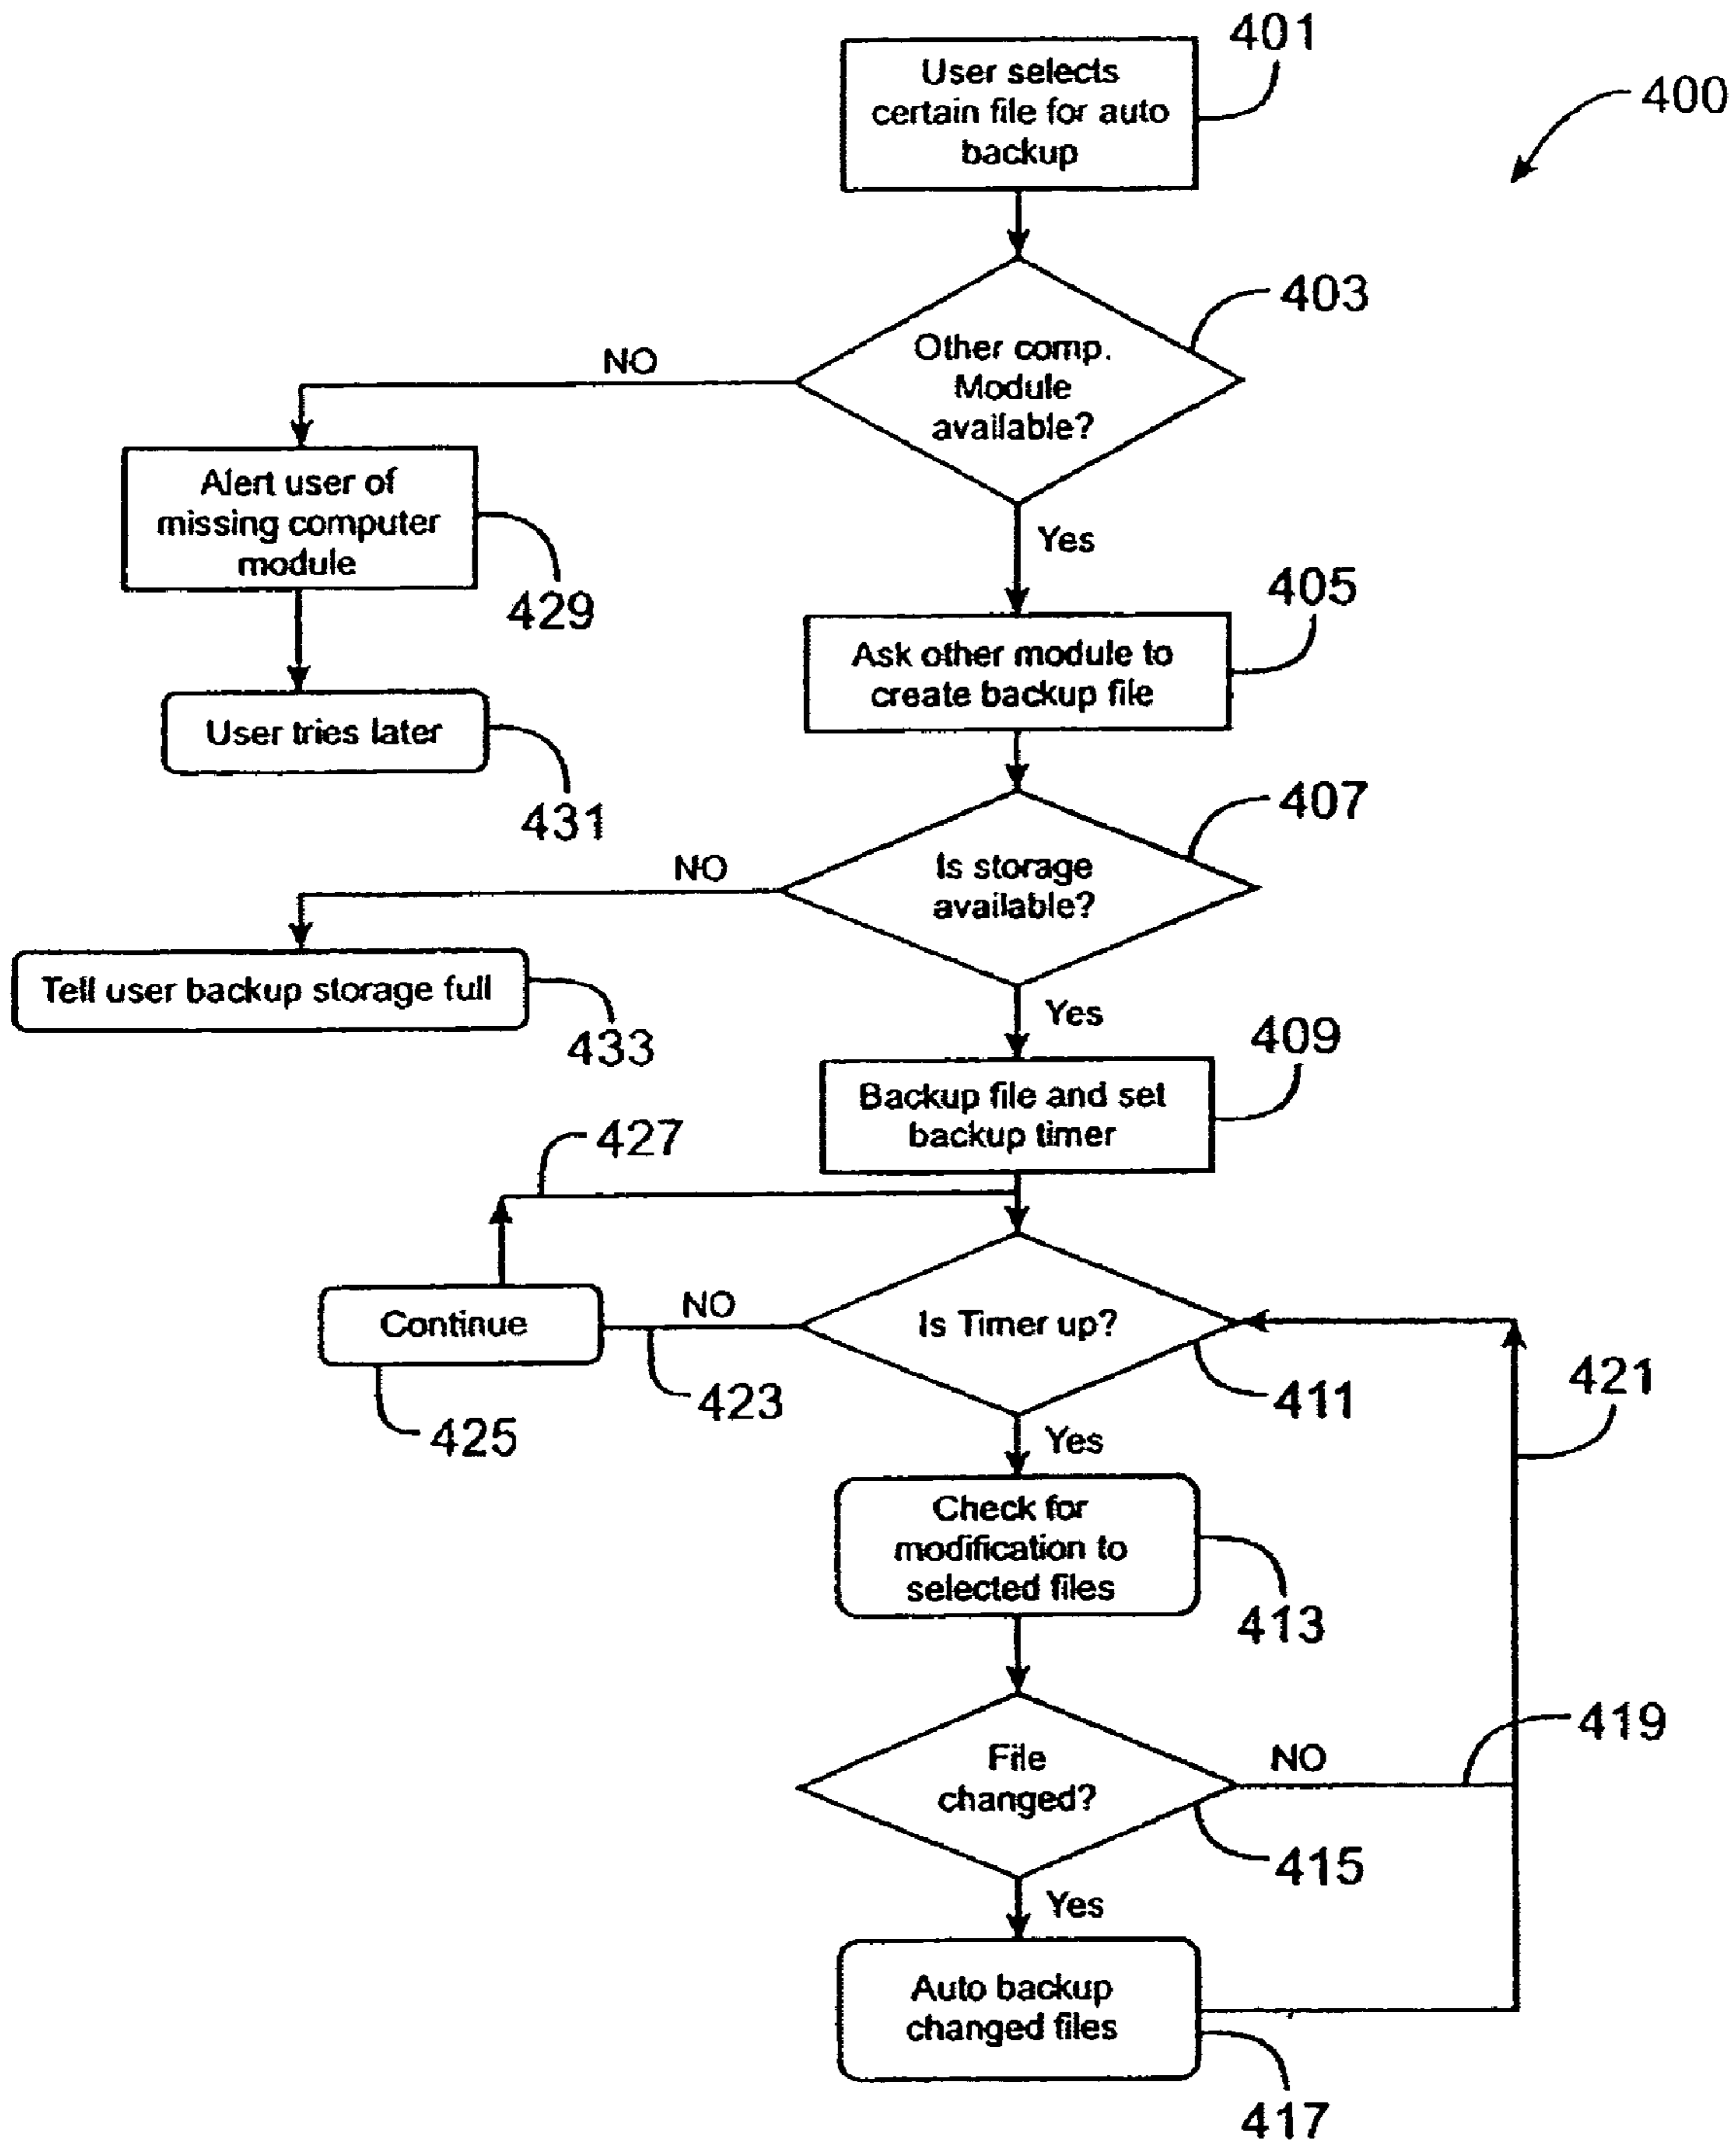 401
User selects
certain file for auto
backup
400
403
Other comp.
Module
available?
NO
Yes
Alert user of
missing computer
module
429
405
Ask other module to
create backup file
User tries later
431
407
Is storage
available?
NO
Yes
Tell user backup storage full
433
409
Backup file and set
backup timer
427
Continue
NO
Is Timer up?
423
425
411
421
Yes
Check for
modification to
selected files
413
File
changed?
NO
419
415
Yes
Auto backup
changed files
417